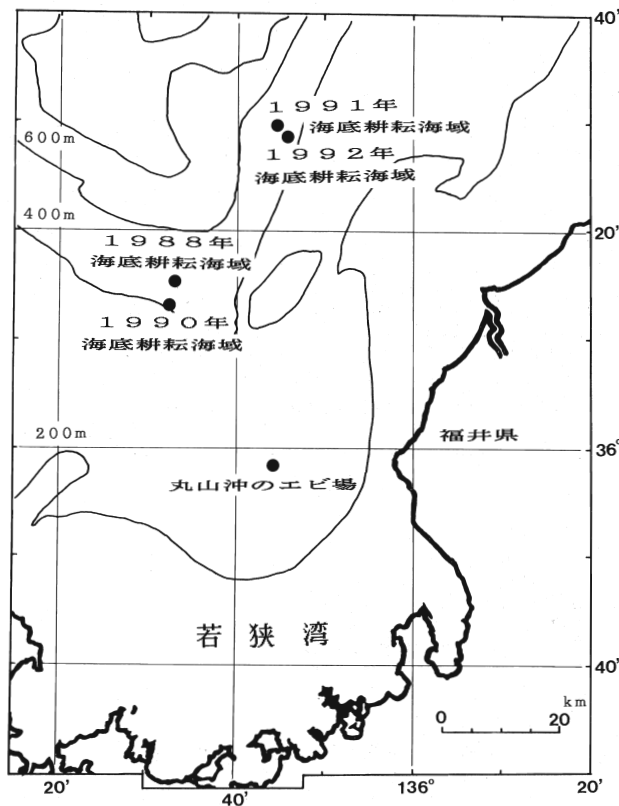 40'
1991年
海底耕耘海域
600m
1992年
海底耕耘海域
400m
20'
1988年
海底耕耘海域
1990年
海底耕耘海域
200m
福井県
36°
丸山沖のエビ場
若狭湾
40'
km
0 20
20' 40' 136° 20'